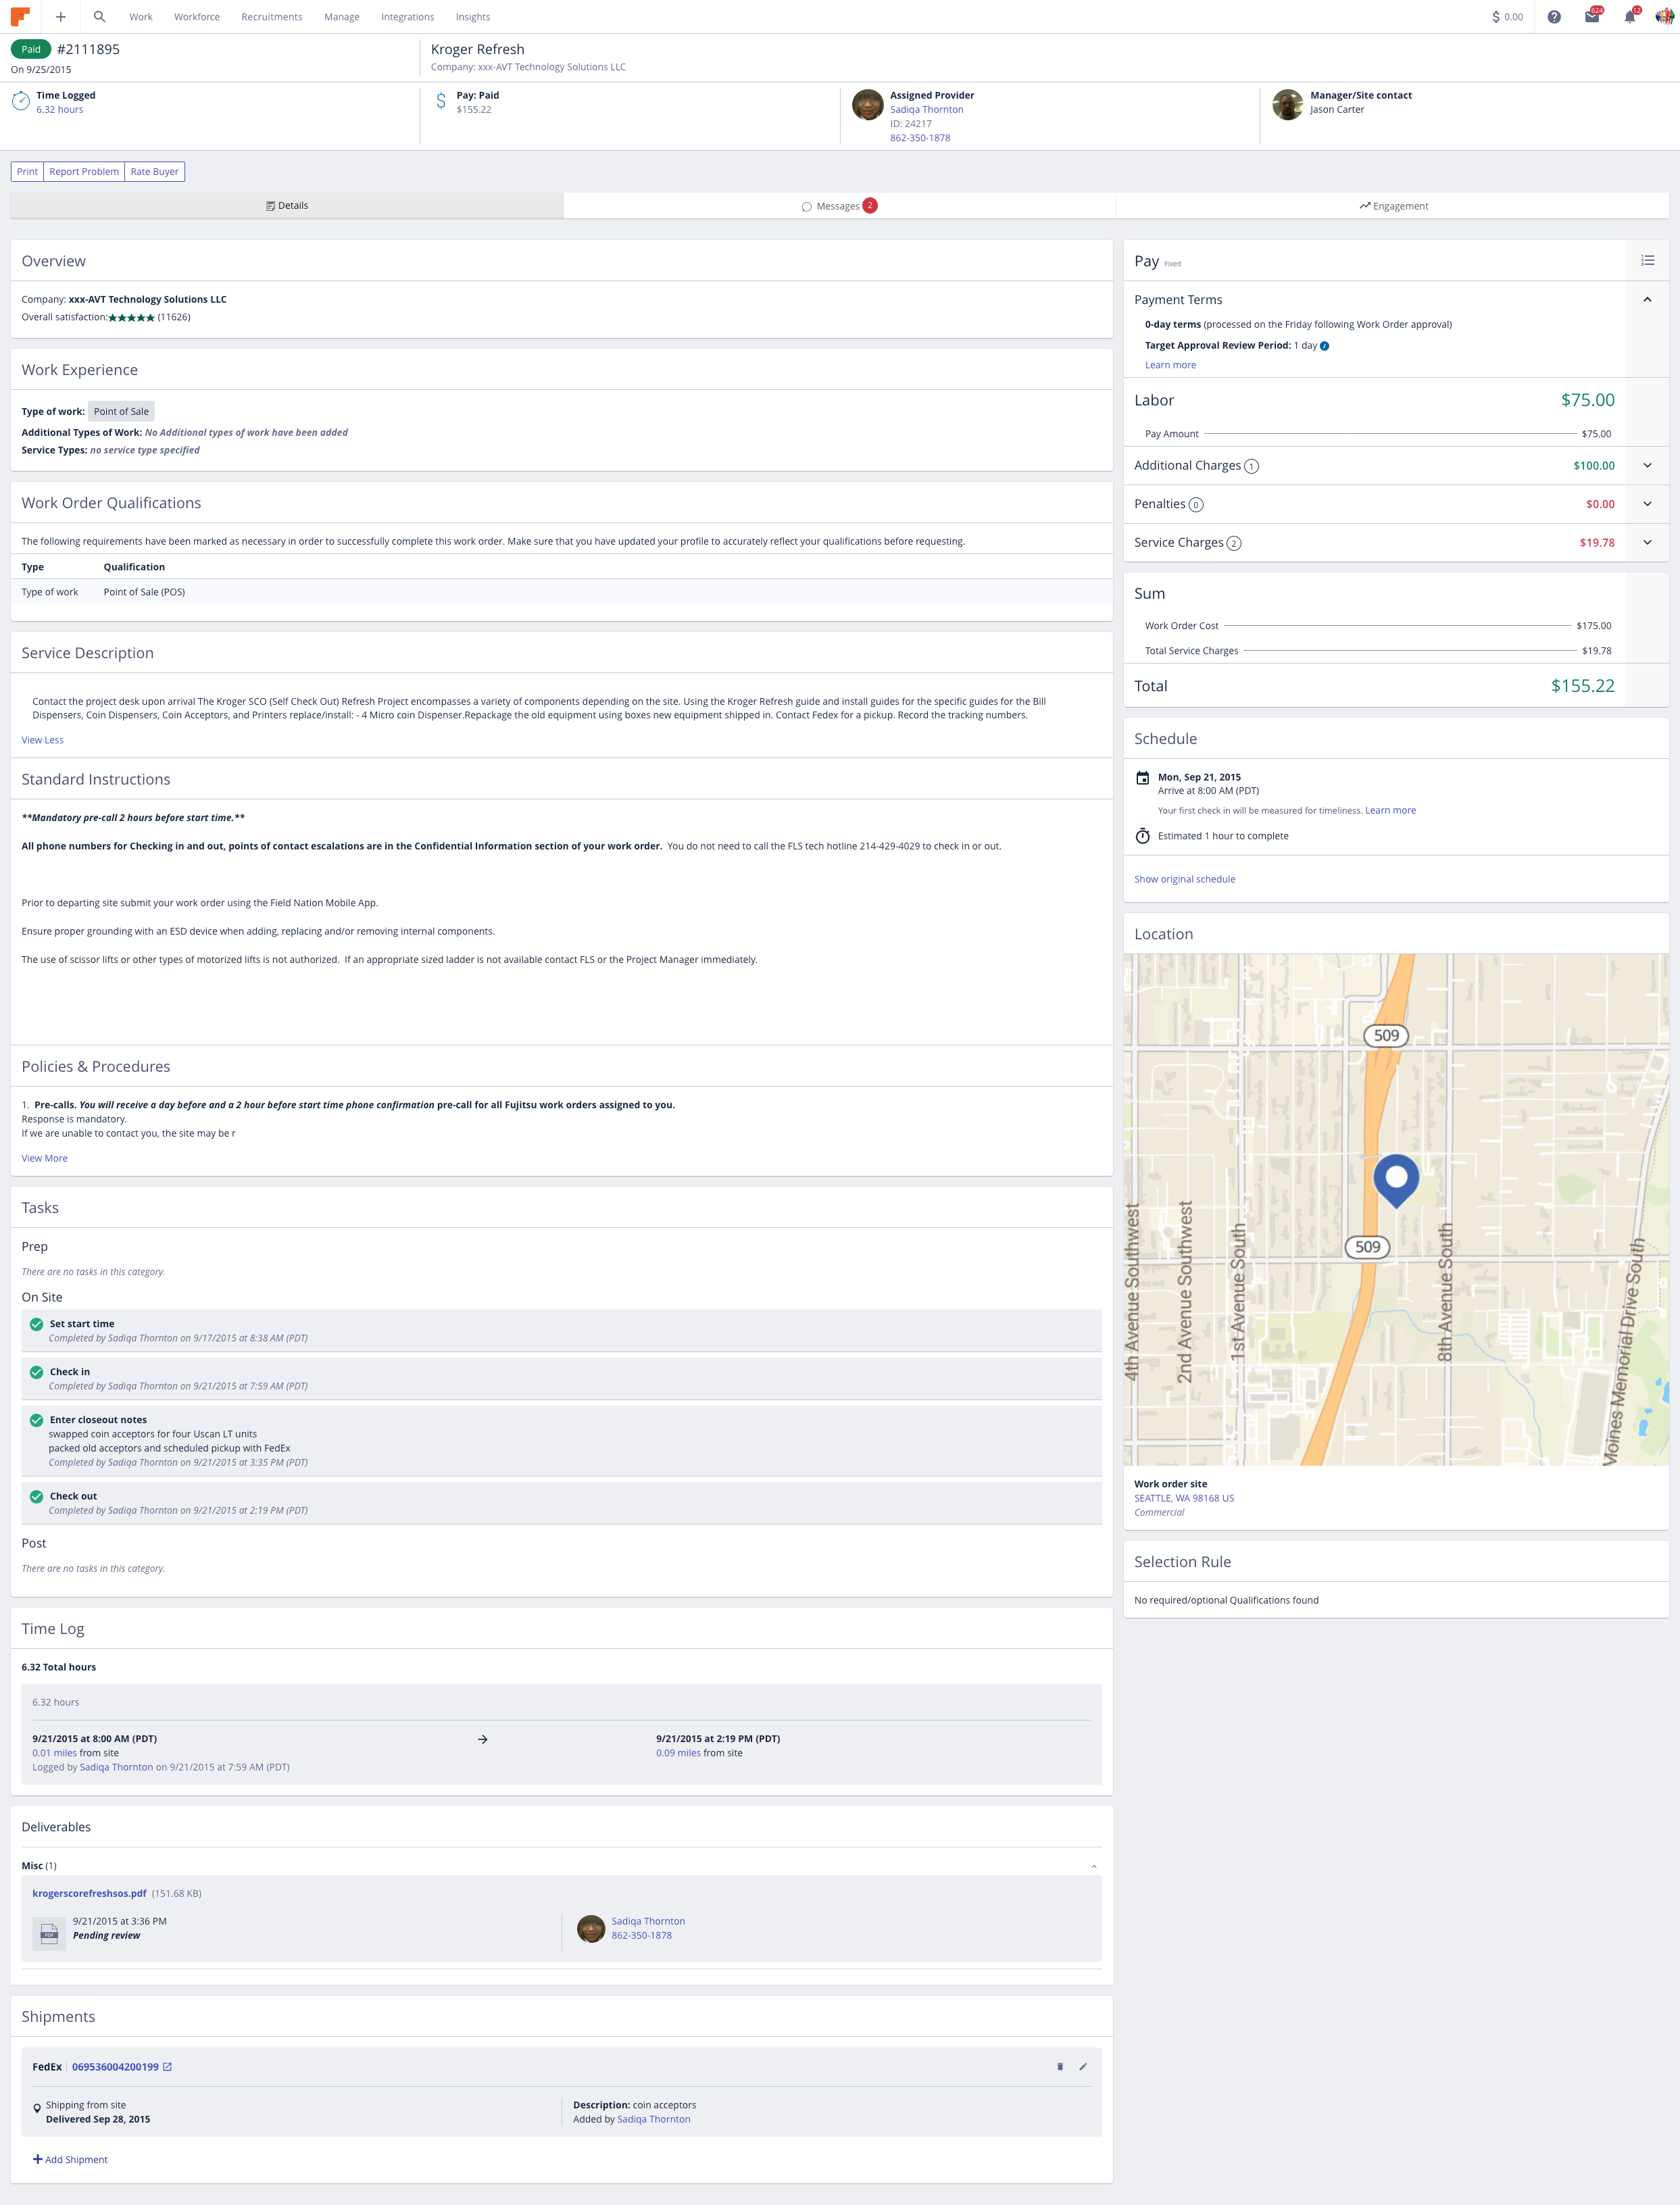 Work Workforce Recruitments Manage Integrations Insights
$ 0.00
624
12
Paid #2111895
On 9/25/2015
Kroger Refresh
Company: xxx-AVT Technology Solutions LLC
Time Logged
6.32 hours
Pay: Paid
$155.22
Assigned Provider
Sadiqa Thornton
ID: 24217
862-350-1878
Manager/Site contact
Jason Carter
Print Report Problem Rate Buyer
Details
Messages 2
Engagement
Overview
Company: xxx-AVT Technology Solutions LLC
Overall satisfaction:★★★★★ (11626)
Work Experience
Type of work: Point of Sale
Additional Types of Work: No Additional types of work have been added
Service Types: no service type specified
Work Order Qualifications
The following requirements have been marked as necessary in order to successfully complete this work order. Make sure that you have updated your profile to accurately reflect your qualifications before requesting.
Type Qualification
Type of work Point of Sale (POS)
Service Description
Contact the project desk upon arrival The Kroger SCO (Self Check Out) Refresh Project encompasses a variety of components depending on the site. Using the Kroger Refresh guide and install guides for the specific guides for the Bill
Dispensers, Coin Dispensers, Coin Acceptors, and Printers replace/install: - 4 Micro coin Dispenser.Repackage the old equipment using boxes new equipment shipped in. Contact Fedex for a pickup. Record the tracking numbers.
View Less
Standard Instructions
**Mandatory pre-call 2 hours before start time.**
All phone numbers for Checking in and out, points of contact escalations are in the Confidential Information section of your work order. You do not need to call the FLS tech hotline 214-429-4029 to check in or out.
Prior to departing site submit your work order using the Field Nation Mobile App.
Ensure proper grounding with an ESD device when adding, replacing and/or removing internal components.
The use of scissor lifts or other types of motorized lifts is not authorized. If an appropriate sized ladder is not available contact FLS or the Project Manager immediately.
Policies & Procedures
1. Pre-calls. You will receive a day before and a 2 hour before start time phone confirmation pre-call for all Fujitsu work orders assigned to you.
Response is mandatory.
If we are unable to contact you, the site may be r
View More
Tasks
Prep
There are no tasks in this category.
On Site
Set start time
Completed by Sadiqa Thornton on 9/17/2015 at 8:38 AM (PDT)
Check in
Completed by Sadiqa Thornton on 9/21/2015 at 7:59 AM (PDT)
Enter closeout notes
swapped coin acceptors for four Uscan LT units
packed old acceptors and scheduled pickup with FedEx
Completed by Sadiqa Thornton on 9/21/2015 at 3:35 PM (PDT)
Check out
Completed by Sadiqa Thornton on 9/21/2015 at 2:19 PM (PDT)
Post
There are no tasks in this category.
Time Log
6.32 Total hours
6.32 hours
9/21/2015 at 8:00 AM (PDT) → 9/21/2015 at 2:19 PM (PDT)
0.01 miles from site 0.09 miles from site
Logged by Sadiqa Thornton on 9/21/2015 at 7:59 AM (PDT)
Deliverables
Misc (1)
krogerscorefreshsos.pdf (151.68 KB)
PDF
9/21/2015 at 3:36 PM
Pending review
Sadiqa Thornton
862-350-1878
Shipments
FedEx 069536004200199
Shipping from site
Delivered Sep 28, 2015
Description: coin acceptors
Added by Sadiqa Thornton
+ Add Shipment
Pay Fixed
Payment Terms
0-day terms (processed on the Friday following Work Order approval)
Target Approval Review Period: 1 day
Learn more
Labor $75.00
Pay Amount $75.00
Additional Charges 1 $100.00
Penalties 0 $0.00
Service Charges 2 $19.78
Sum
Work Order Cost $175.00
Total Service Charges $19.78
Total $155.22
Schedule
Mon, Sep 21, 2015
Arrive at 8:00 AM (PDT)
Your first check in will be measured for timeliness. Learn more
Estimated 1 hour to complete
Show original schedule
Location
509
509
4th Avenue Southwest
2nd Avenue Southwest
1st Avenue South
8th Avenue South
Moines Memorial Drive South
Work order site
SEATTLE, WA 98168 US
Commercial
Selection Rule
No required/optional Qualifications found